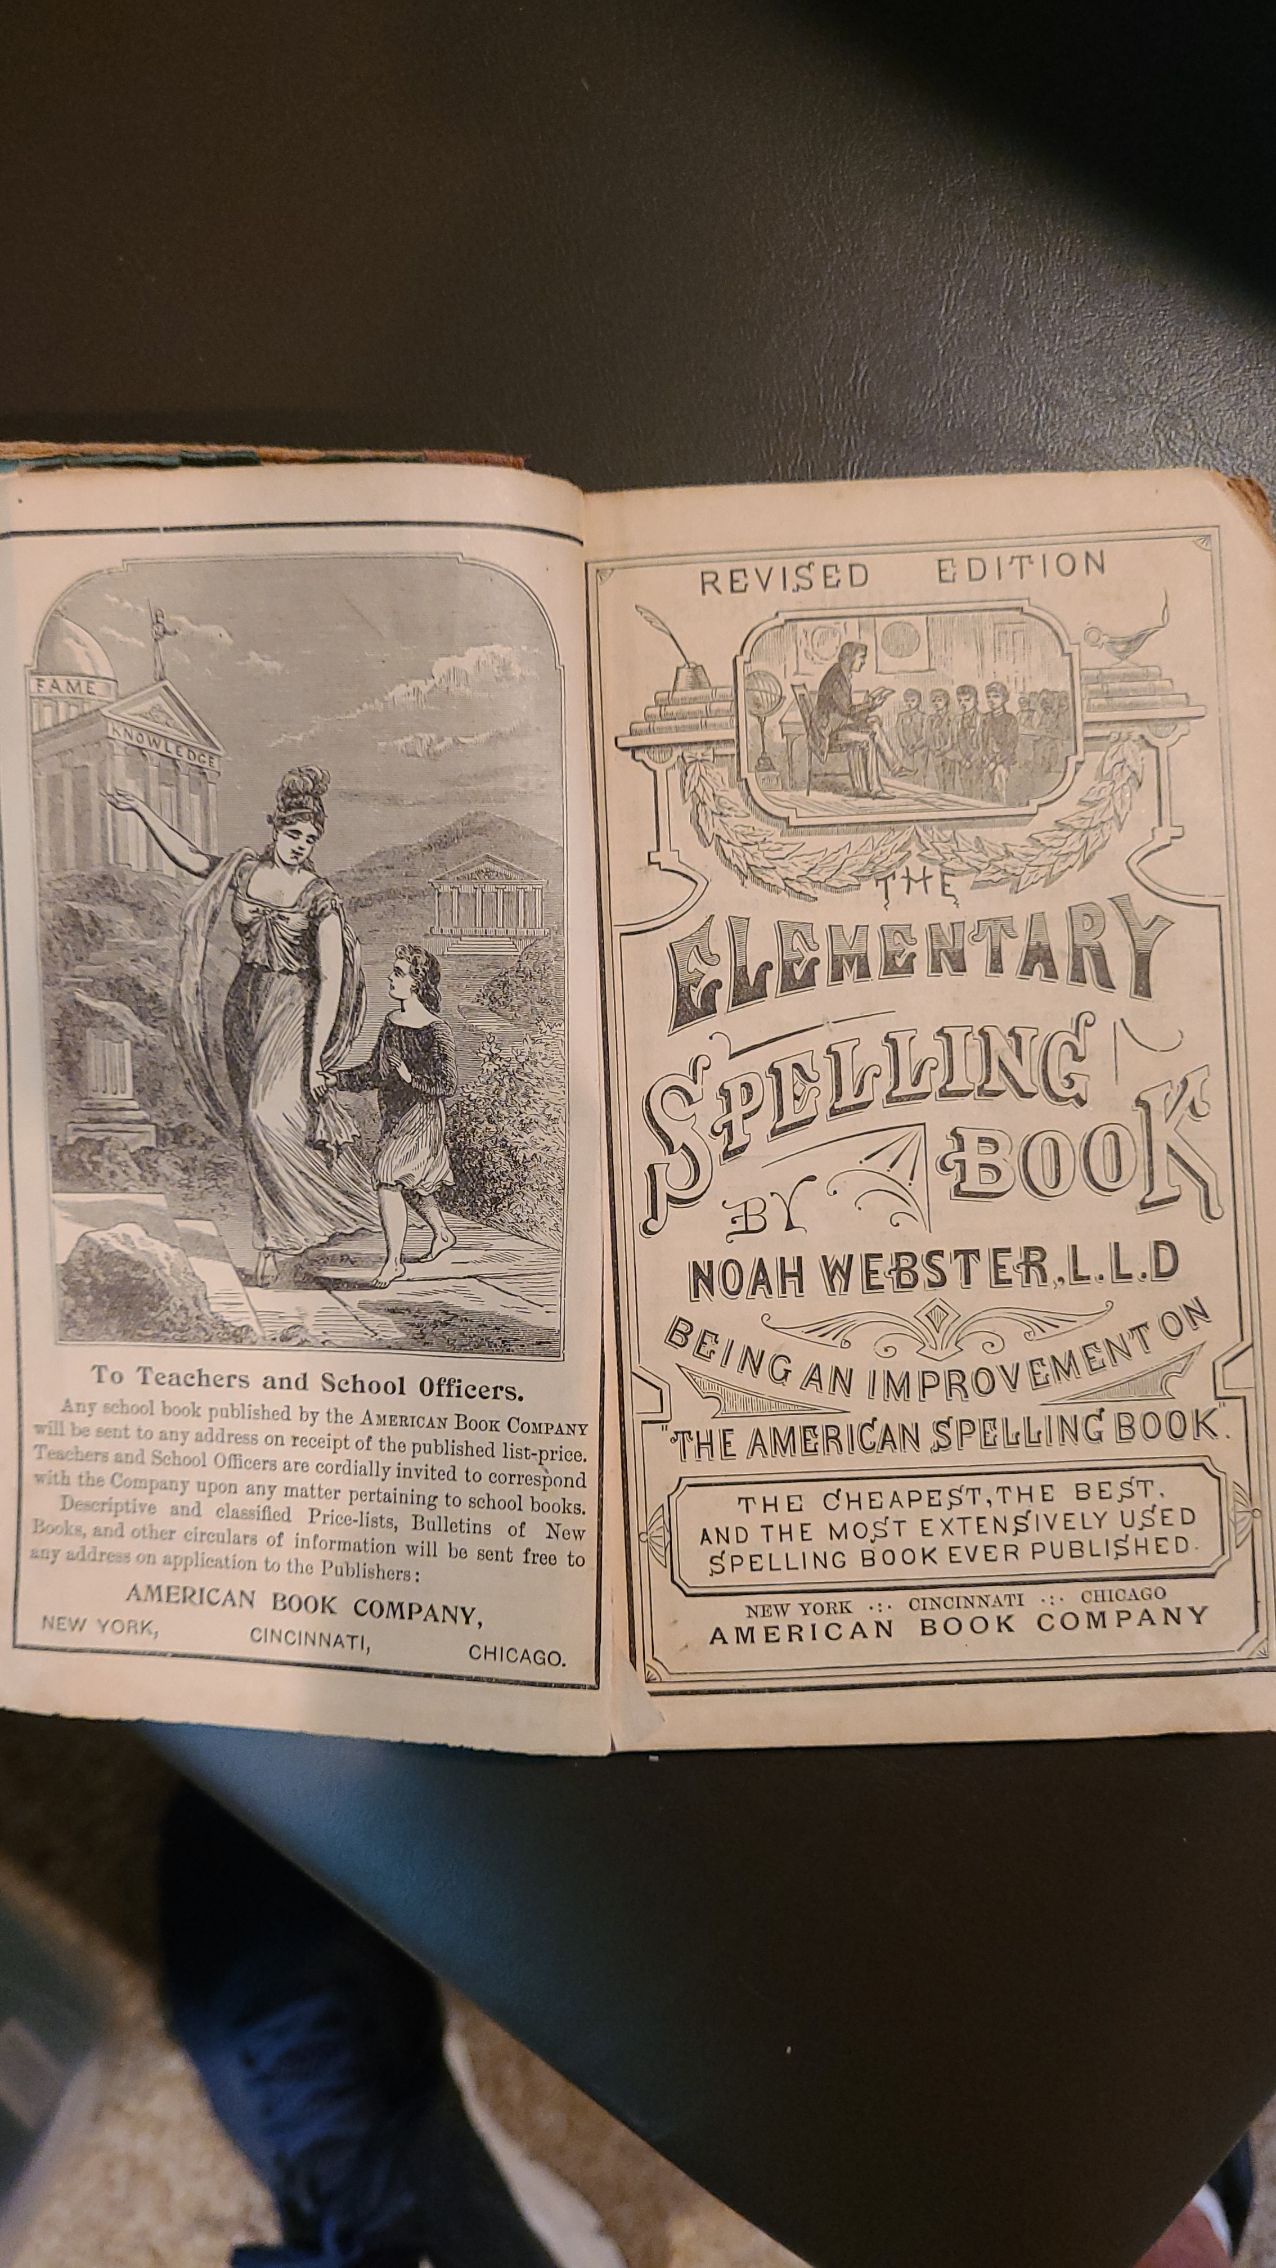 FAME
KNOWLEDGE
To Teachers and School Officers.
Any school book published by the AMERICAN BOOK COMPANY
will be sent to any address on receipt of the published list-price.
Teachers and School Officers are cordially invited to correspond
with the Company upon any matter pertaining to school books.
Descriptive and classified Price-lists, Bulletins of New
Books, and other circulars of information will be sent free to
any address on application to the Publishers:
AMERICAN BOOK COMPANY,
NEW YORK, CINCINNATI, CHICAGO.
REVISED EDITION
THE
ELEMENTARY
SPELLING
BOOK
BY
NOAH WEBSTER, L.L.D
BEING AN IMPROVEMENT ON
"THE AMERICAN SPELLING BOOK".
THE CHEAPEST, THE BEST,
AND THE MOST EXTENSIVELY USED
SPELLING BOOK EVER PUBLISHED.
NEW YORK ·:· CINCINNATI ·:· CHICAGO
AMERICAN BOOK COMPANY